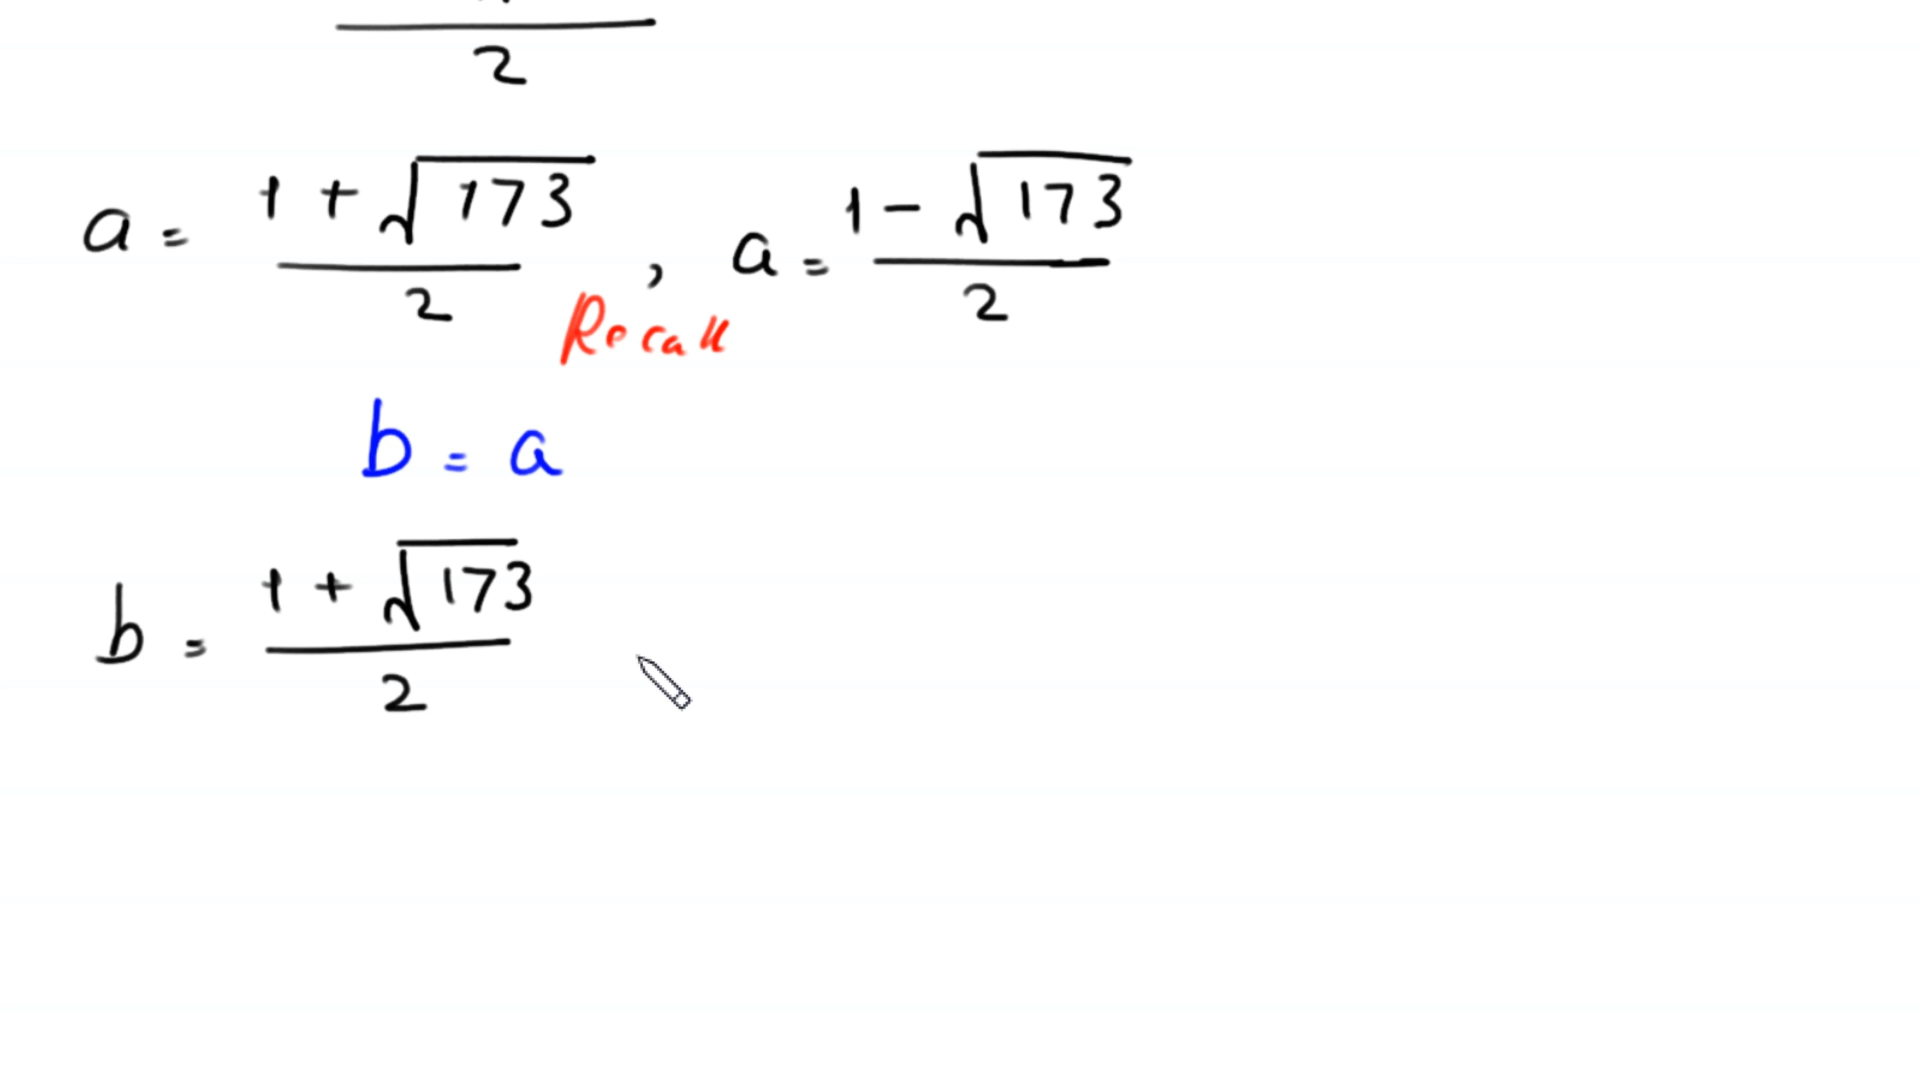 2
a = 1 + √173 / 2 , a = 1 - √173 / 2
Recall
b = a
b = 1 + √173 / 2